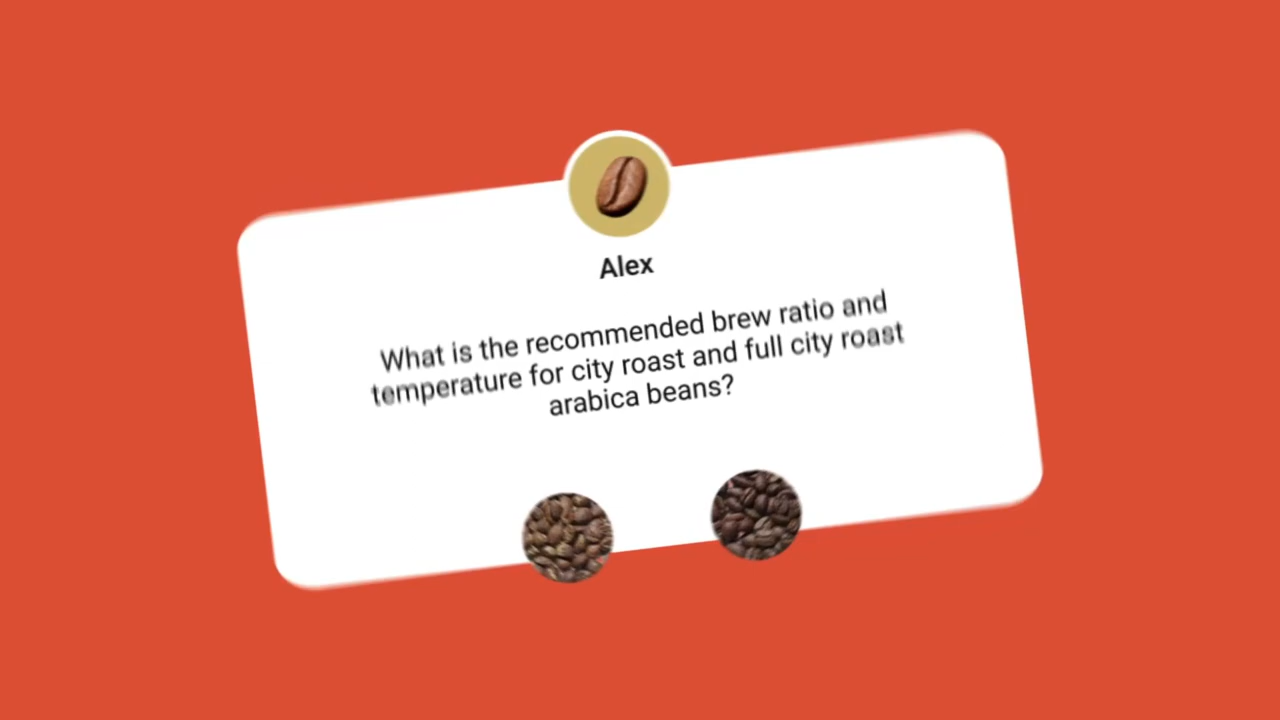 Alex
What is the recommended brew ratio and
temperature for city roast and full city roast
arabica beans?